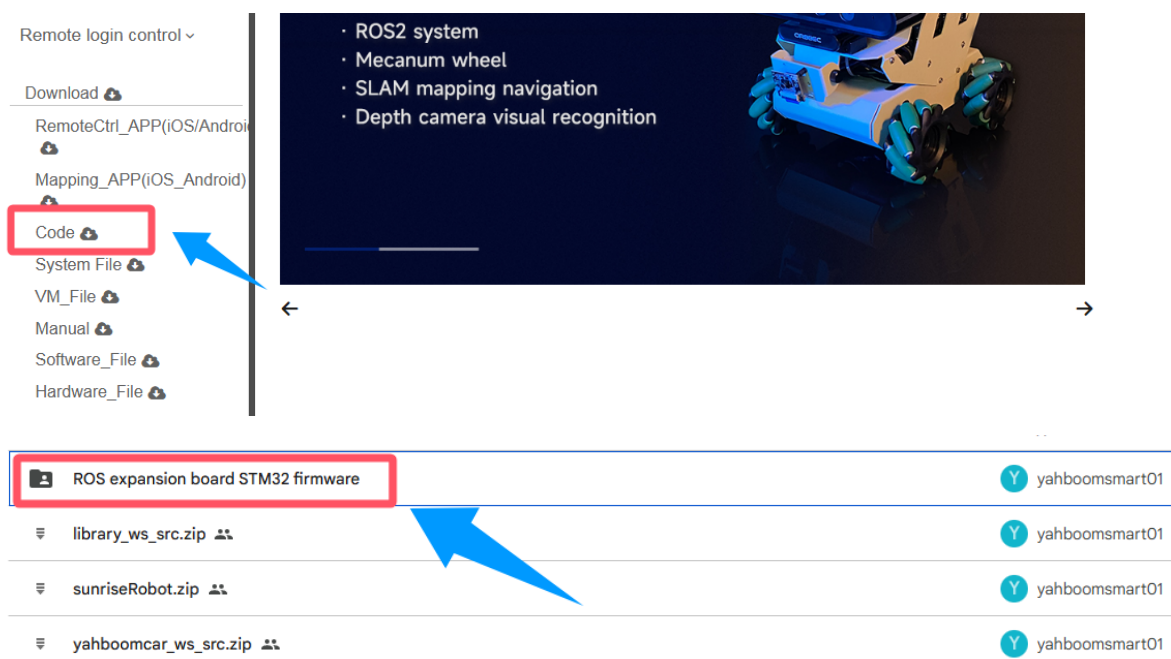 Remote login control
· ROS2 system
· Mecanum wheel
· SLAM mapping navigation
· Depth camera visual recognition
Download
RemoteCtrl_APP(iOS/Androi
Mapping_APP(iOS_Android)
Code
System File
VM_File
Manual
Software_File
Hardware_File
ROS expansion board STM32 firmware
Y yahboomsmart01
library_ws_src.zip
Y yahboomsmart01
sunriseRobot.zip
Y yahboomsmart01
yahboomcar_ws_src.zip
Y yahboomsmart01